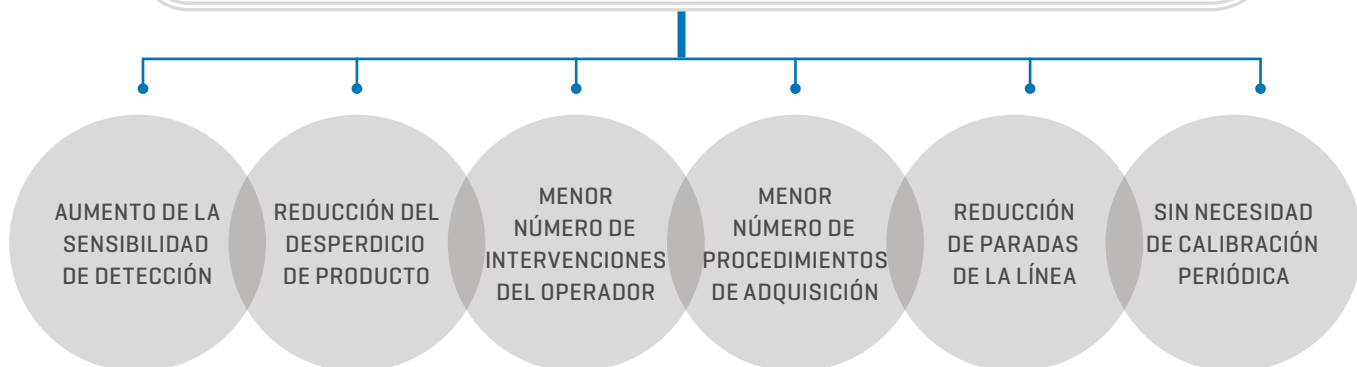 AUMENTO DE LA
SENSIBILIDAD
DE DETECCIÓN
REDUCCIÓN DEL
DESPERDICIO
DE PRODUCTO
MENOR
NÚMERO DE
INTERVENCIONES
DEL OPERADOR
MENOR
NÚMERO DE
PROCEDIMIENTOS
DE ADQUISICIÓN
REDUCCIÓN
DE PARADAS
DE LA LÍNEA
SIN NECESIDAD
DE CALIBRACIÓN
PERIÓDICA